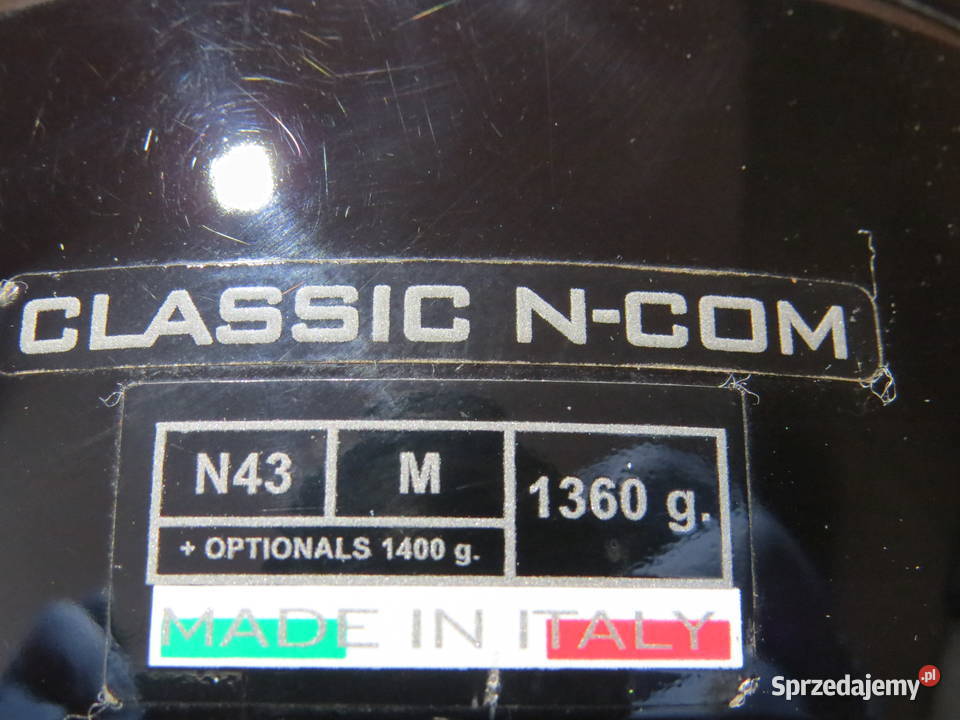 CLASSIC N-COM
N43 M 1360 g.
+ OPTIONALS 1400 g.
MADE IN ITALY
Sprzedajemy.pl